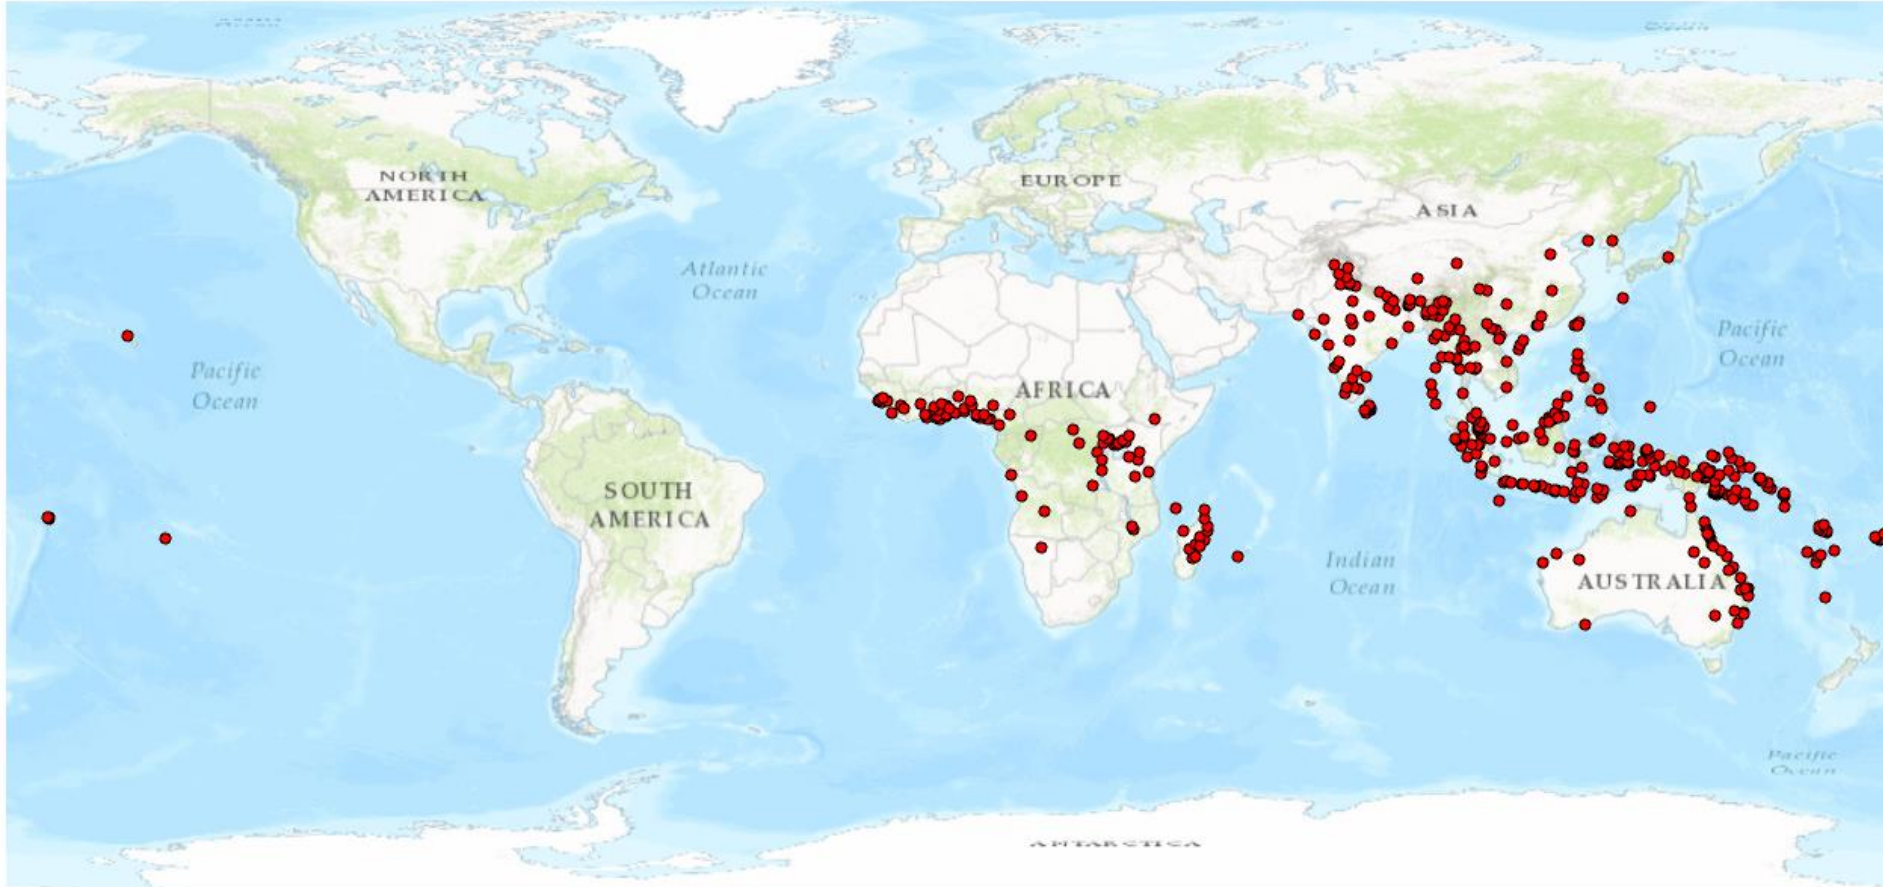 NORTH
AMERICA
EUROPE
ASIA
Atlantic
Ocean
Pacific
Ocean
Pacific
Ocean
AFRICA
SOUTH
AMERICA
Indian
Ocean
AUSTRALIA
Pacific
Ocean